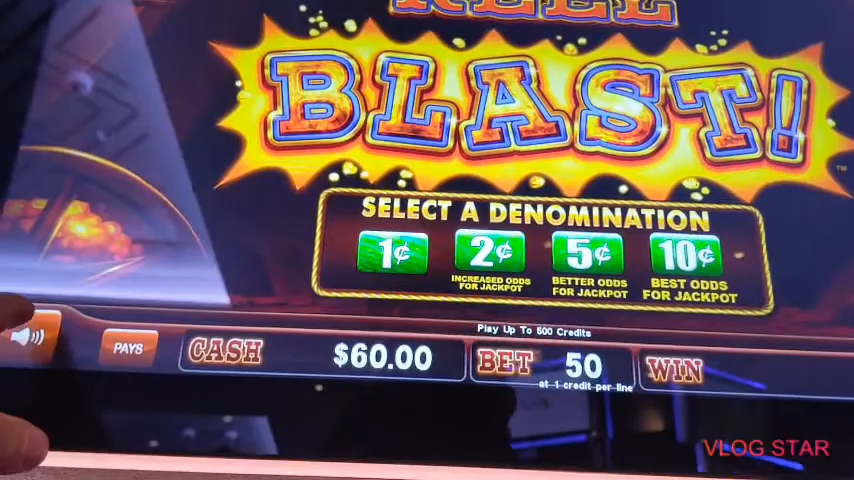 REEL
BLAST!
TM
SELECT A DENOMINATION
1¢ 2¢ 5¢ 10¢
INCREASED ODDS FOR JACKPOT
BETTER ODDS FOR JACKPOT
BEST ODDS FOR JACKPOT
Play Up To 500 Credits
PAYS
CASH $60.00
BET 50
at 1 credit per line
WIN
VLOG STAR